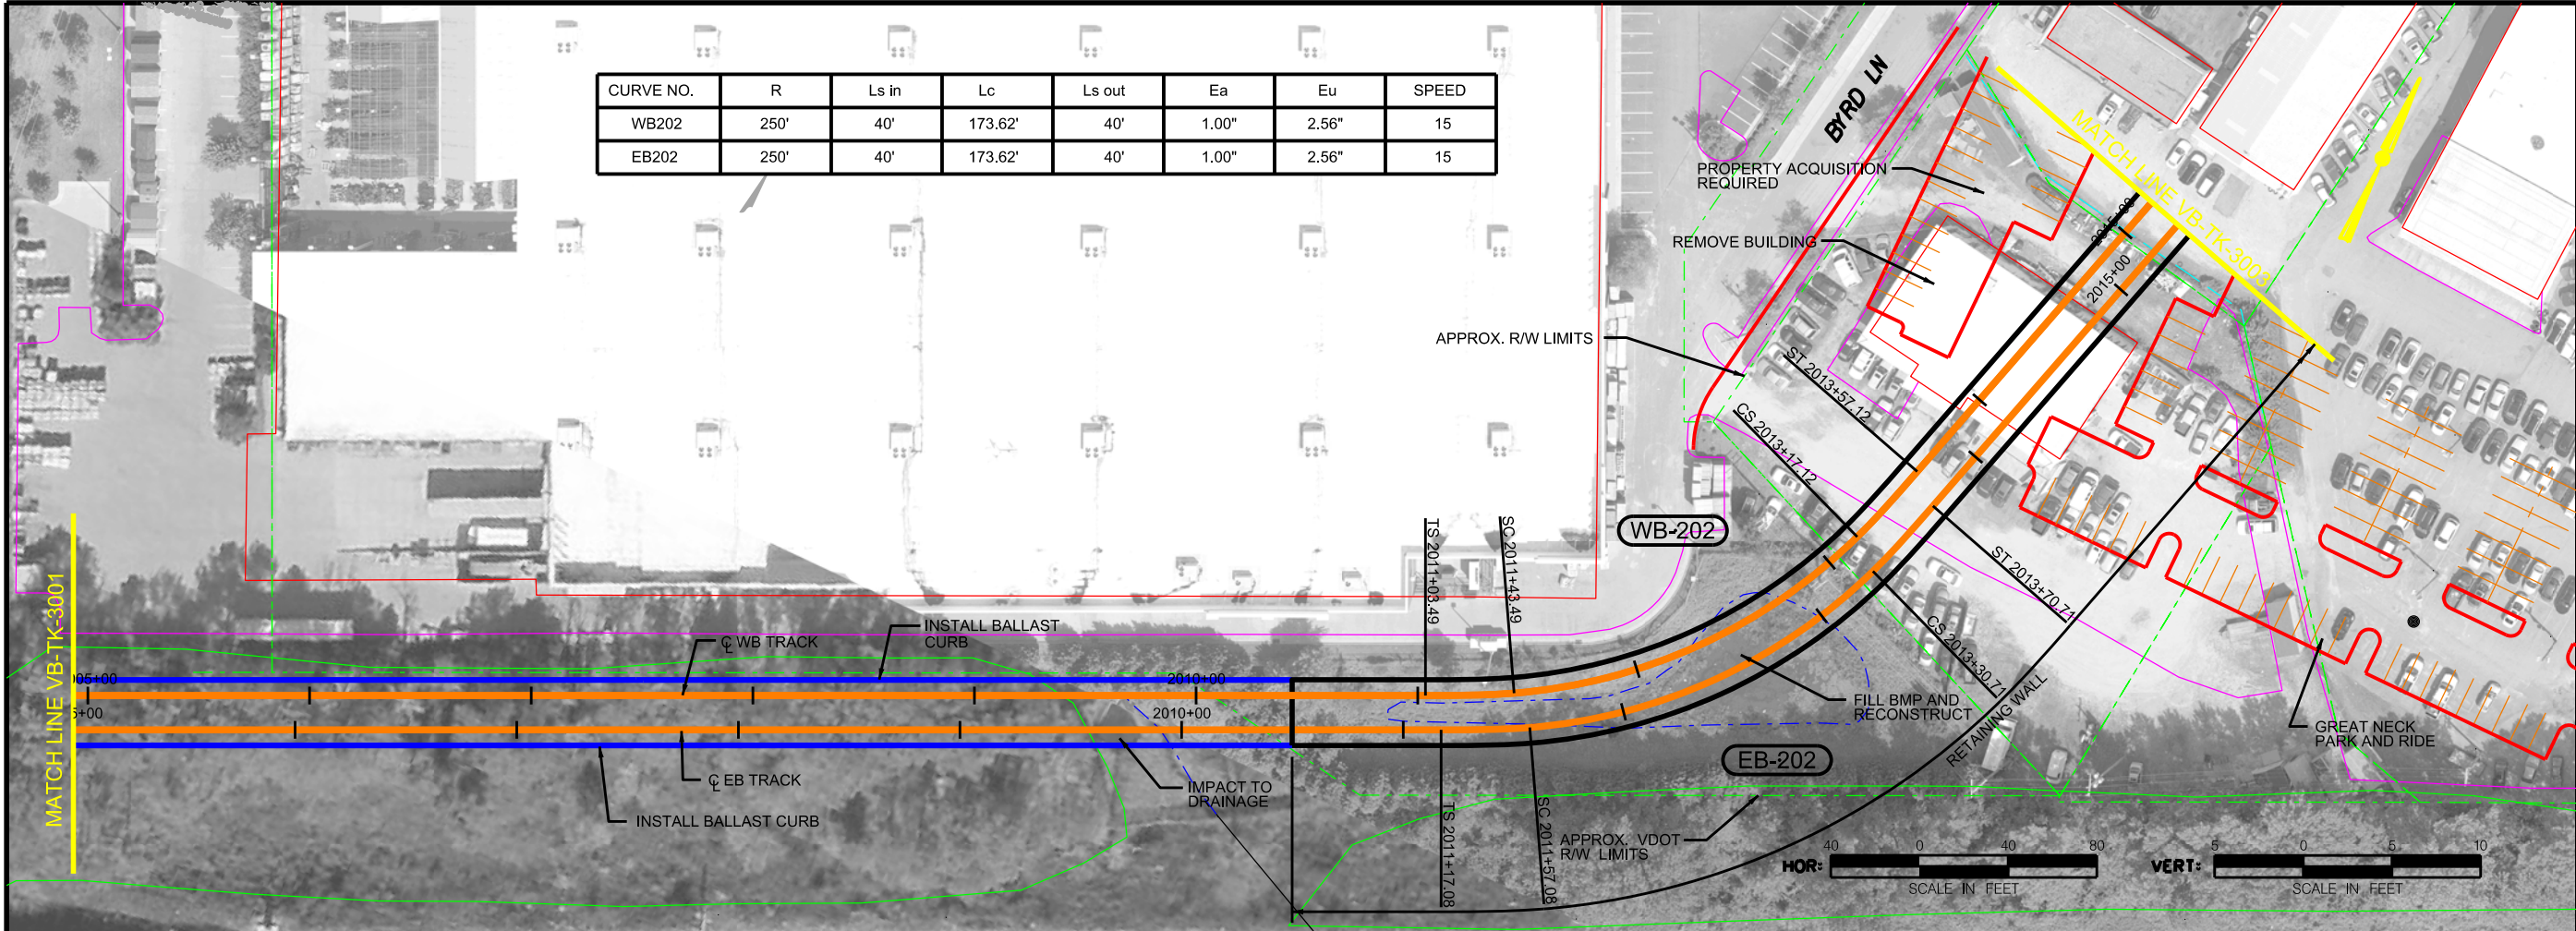 CURVE NO. R Ls in Lc Ls out Ea Eu SPEED
WB202 250' 40' 173.62' 40' 1.00" 2.56" 15
EB202 250' 40' 173.62' 40' 1.00" 2.56" 15
BYRD LN
MATCH LINE VB-TK-3003
PROPERTY ACQUISITION
REQUIRED
REMOVE BUILDING
2015+00
2015+00
APPROX. R/W LIMITS
ST 2013+57.12
CS 2013+17.12
WB-202
TS 2011+03.49
SC 2011+43.49
ST 2013+70.71
CS 2013+30.71
MATCH LINE VB-TK-3001
INSTALL BALLAST
CURB
℄ WB TRACK
005+00
2010+00
5+00
2010+00
FILL BMP AND
RECONSTRUCT
RETAINING WALL
GREAT NECK
PARK AND RIDE
EB-202
℄ EB TRACK
IMPACT TO
DRAINAGE
INSTALL BALLAST CURB
TS 2011+17.08
SC 2011+57.08
APPROX. VDOT
R/W LIMITS
HOR: 40 0 40 80
SCALE IN FEET
VERT: 5 0 5 10
SCALE IN FEET